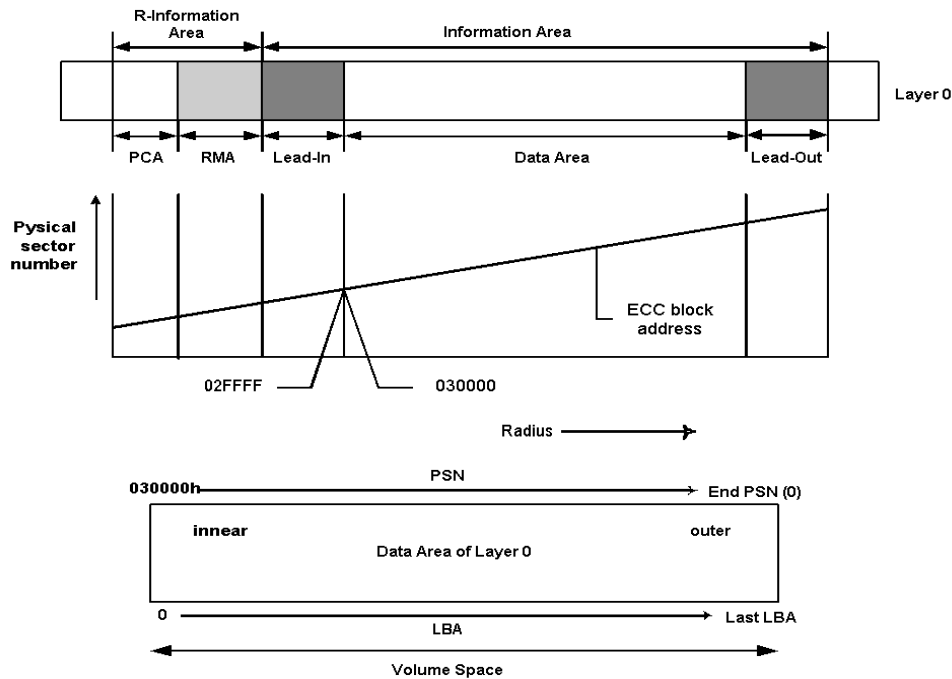 R-Information
Area
Information Area
Layer 0
PCA
RMA
Lead-In
Data Area
Lead-Out
Pysical
sector
number
ECC block
address
02FFFF
030000
Radius
PSN
030000h
End PSN (0)
innear
outer
Data Area of Layer 0
0
Last LBA
LBA
Volume Space